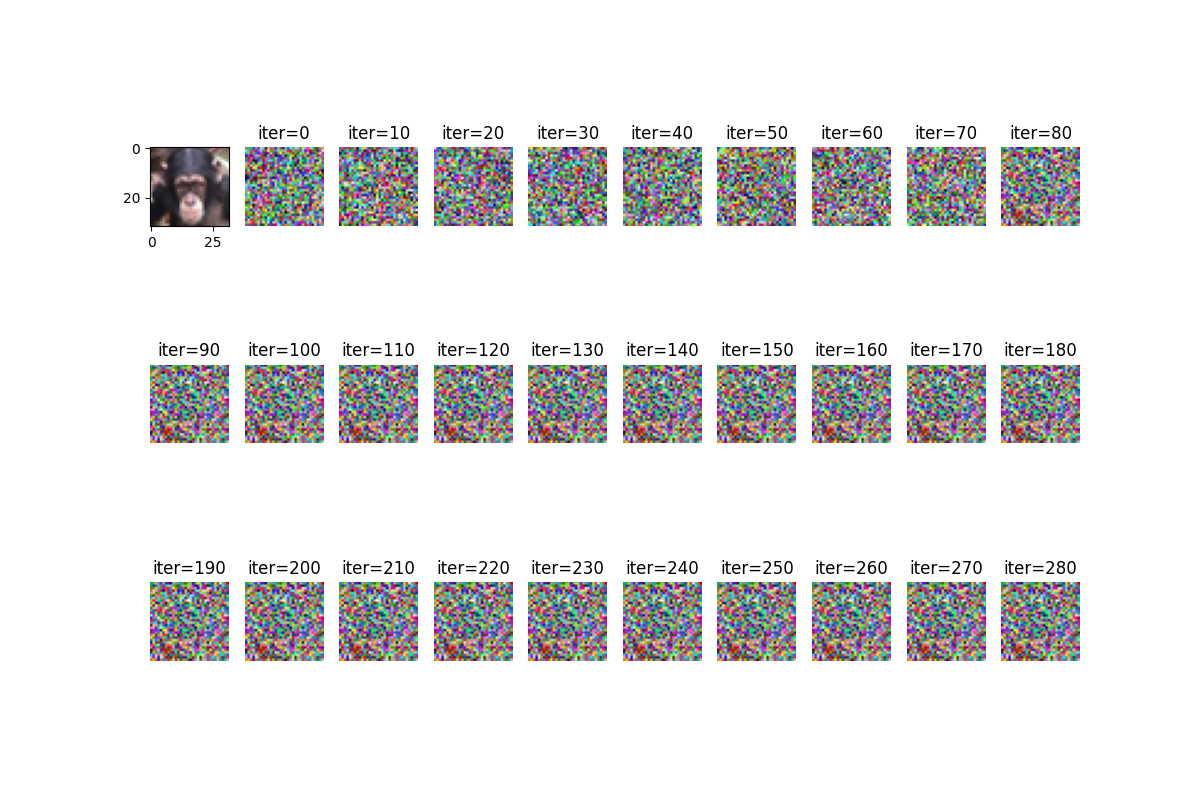 iter=0 iter=10 iter=20 iter=30 iter=40 iter=50 iter=60 iter=70 iter=80
0
20
0 25
iter=90 iter=100 iter=110 iter=120 iter=130 iter=140 iter=150 iter=160 iter=170 iter=180
iter=190 iter=200 iter=210 iter=220 iter=230 iter=240 iter=250 iter=260 iter=270 iter=280